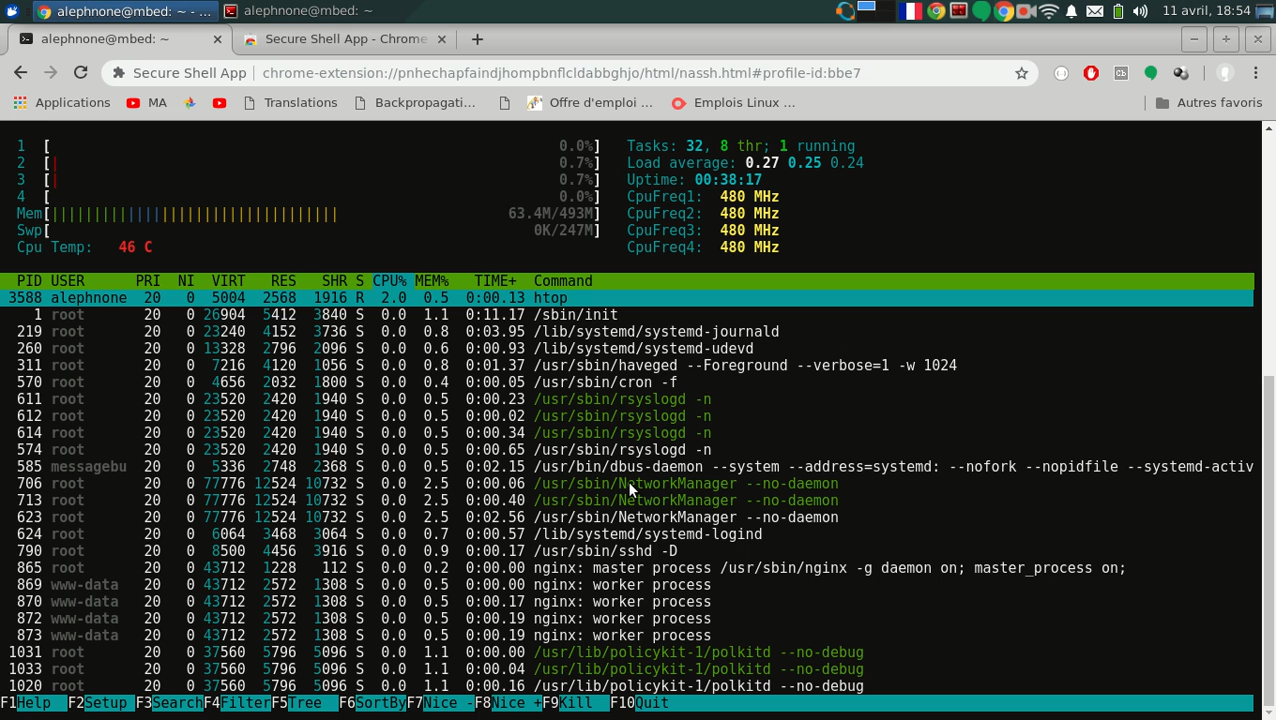 alephnone@mbed: ~ - ... alephnone@mbed: ~ 11 avril, 18:54
alephnone@mbed: ~ Secure Shell App - Chrome
Secure Shell App chrome-extension://pnhechapfaindjhompbnflcldabbghjo/html/nassh.html#profile-id:bbe7
Applications MA Translations Backpropagati... Offre d'emploi ... Emplois Linux ... Autres favoris
1 [ 0.0%] Tasks: 32, 8 thr; 1 running
2 [| 0.7%] Load average: 0.27 0.25 0.24
3 [| 0.7%] Uptime: 00:38:17
4 [ 0.0%] CpuFreq1: 480 MHz
Mem[||||||||||||||||||||||||||||||||||63.4M/493M] CpuFreq2: 480 MHz
Swp[ 0K/247M] CpuFreq3: 480 MHz
Cpu Temp: 46 C CpuFreq4: 480 MHz
PID USER PRI NI VIRT RES SHR S CPU% MEM% TIME+ Command
3588 alephnone 20 0 5004 2568 1916 R 2.0 0.5 0:00.13 htop
1 root 20 0 26904 5412 3840 S 0.0 1.1 0:11.17 /sbin/init
219 root 20 0 23240 4152 3736 S 0.0 0.8 0:03.95 /lib/systemd/systemd-journald
260 root 20 0 13328 2796 2096 S 0.0 0.6 0:00.93 /lib/systemd/systemd-udevd
311 root 20 0 7216 4120 1056 S 0.0 0.8 0:01.37 /usr/sbin/haveged --Foreground --verbose=1 -w 1024
570 root 20 0 4656 2032 1800 S 0.0 0.4 0:00.05 /usr/sbin/cron -f
611 root 20 0 23520 2420 1940 S 0.0 0.5 0:00.23 /usr/sbin/rsyslogd -n
612 root 20 0 23520 2420 1940 S 0.0 0.5 0:00.02 /usr/sbin/rsyslogd -n
614 root 20 0 23520 2420 1940 S 0.0 0.5 0:00.34 /usr/sbin/rsyslogd -n
574 root 20 0 23520 2420 1940 S 0.0 0.5 0:00.65 /usr/sbin/rsyslogd -n
585 messagebu 20 0 5336 2748 2368 S 0.0 0.5 0:02.15 /usr/bin/dbus-daemon --system --address=systemd: --nofork --nopidfile --systemd-activ
706 root 20 0 77776 12524 10732 S 0.0 2.5 0:00.06 /usr/sbin/NetworkManager --no-daemon
713 root 20 0 77776 12524 10732 S 0.0 2.5 0:00.40 /usr/sbin/NetworkManager --no-daemon
623 root 20 0 77776 12524 10732 S 0.0 2.5 0:02.56 /usr/sbin/NetworkManager --no-daemon
624 root 20 0 6064 3468 3064 S 0.0 0.7 0:00.57 /lib/systemd/systemd-logind
790 root 20 0 8500 4456 3916 S 0.0 0.9 0:00.17 /usr/sbin/sshd -D
865 root 20 0 43712 1228 112 S 0.0 0.2 0:00.00 nginx: master process /usr/sbin/nginx -g daemon on; master_process on;
869 www-data 20 0 43712 2572 1308 S 0.0 0.5 0:00.00 nginx: worker process
870 www-data 20 0 43712 2572 1308 S 0.0 0.5 0:00.17 nginx: worker process
872 www-data 20 0 43712 2572 1308 S 0.0 0.5 0:00.19 nginx: worker process
873 www-data 20 0 43712 2572 1308 S 0.0 0.5 0:00.19 nginx: worker process
1031 root 20 0 37560 5796 5096 S 0.0 1.1 0:00.00 /usr/lib/policykit-1/polkitd --no-debug
1033 root 20 0 37560 5796 5096 S 0.0 1.1 0:00.04 /usr/lib/policykit-1/polkitd --no-debug
1020 root 20 0 37560 5796 5096 S 0.0 1.1 0:00.16 /usr/lib/policykit-1/polkitd --no-debug
F1Help F2Setup F3SearchF4FilterF5Tree F6SortByF7Nice -F8Nice +F9Kill F10Quit